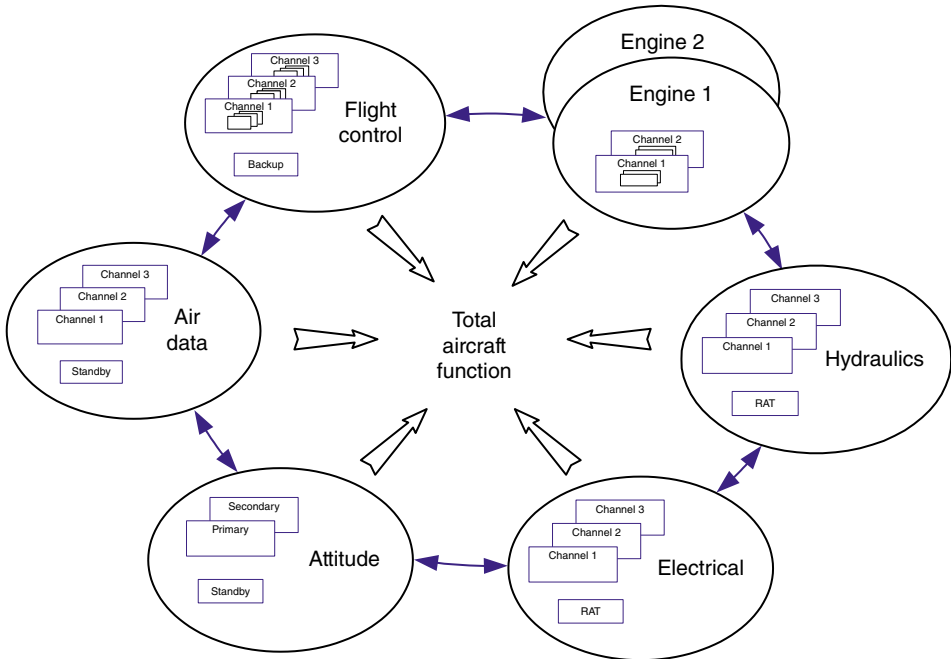 Engine 2
Engine 1
Channel 2
Channel 1
Channel 3
Channel 2
Channel 1
Flight
control
Backup
Channel 3
Channel 2
Channel 1
Air
data
Standby
Total
aircraft
function
Channel 3
Channel 2
Channel 1
Hydraulics
RAT
Secondary
Primary
Attitude
Standby
Channel 3
Channel 2
Channel 1
Electrical
RAT